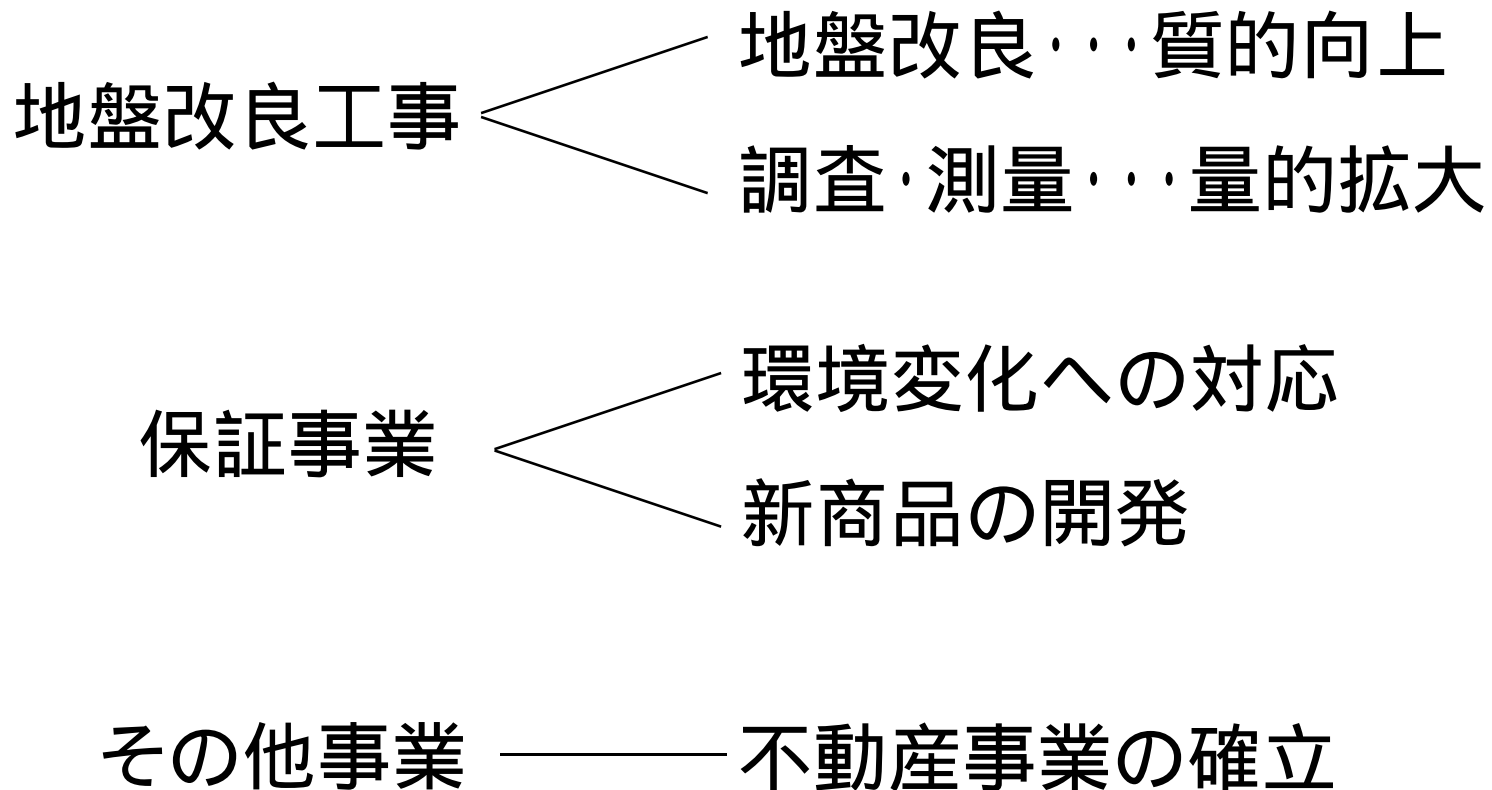 地盤改良工事
地盤改良･･･質的向上
調査･測量･･･量的拡大
保証事業
環境変化への対応
新商品の開発
その他事業
不動産事業の確立